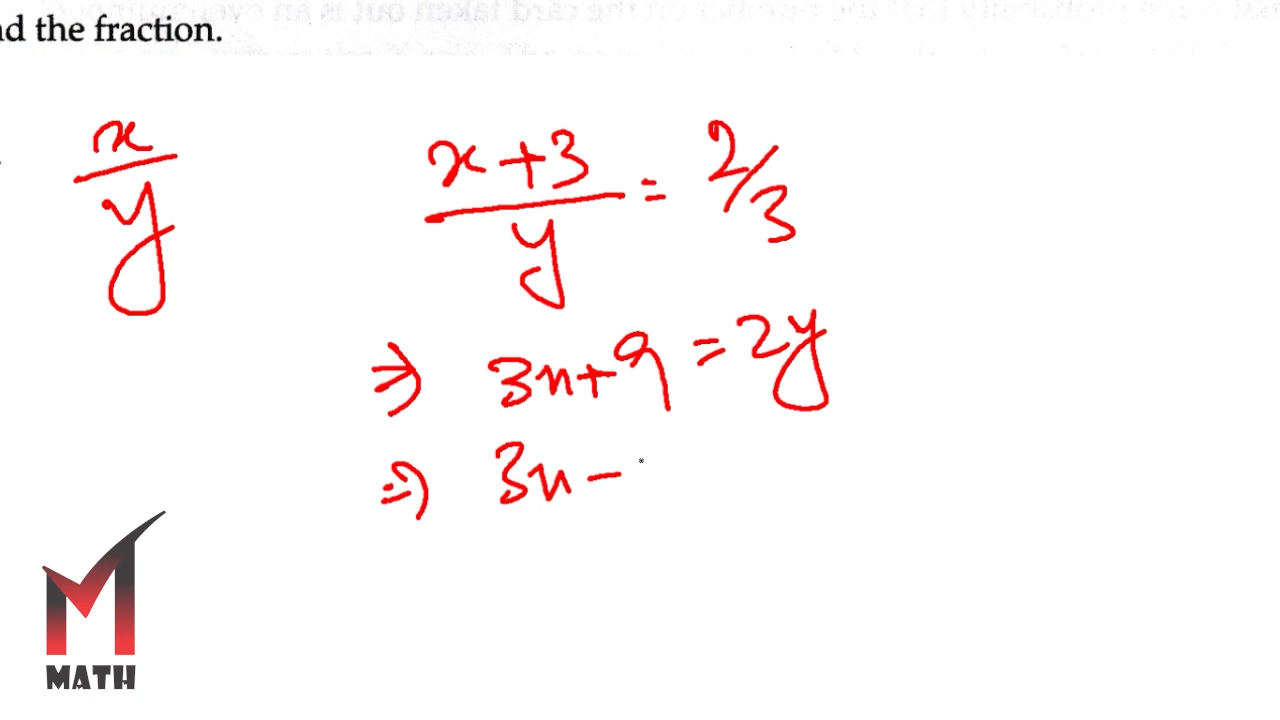 nd the fraction.
x/y
(x+3)/y = 2/3
⇒ 3x+9 = 2y
⇒ 3x −
MATH